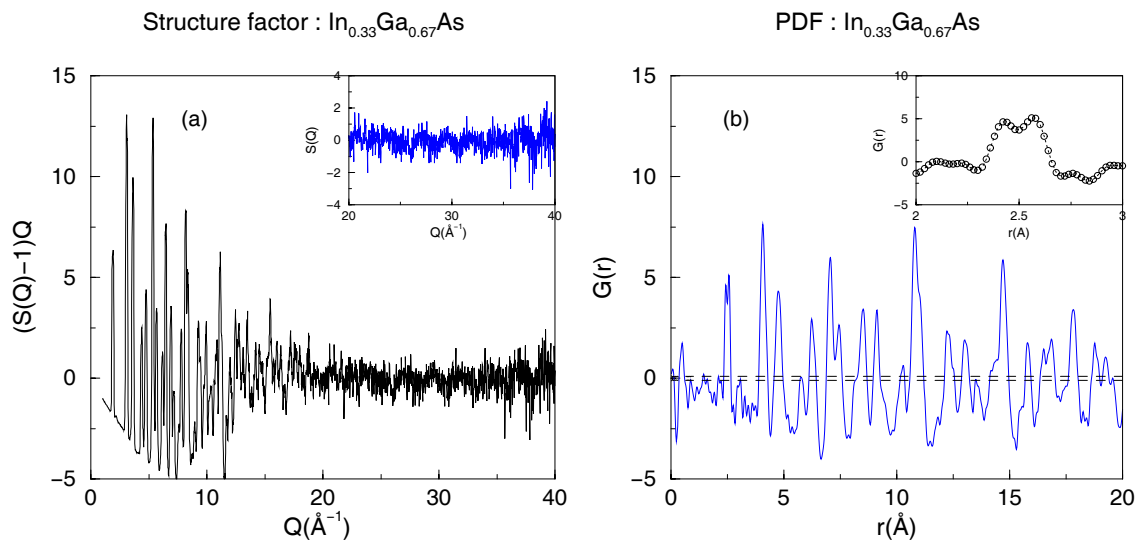 Structure factor : In0.33Ga0.67As
PDF : In0.33Ga0.67As
15
10
5
0
−5
(S(Q)−1)Q
0
10
20
30
40
Q(Å−1)
(a)
4
2
0
−2
−4
S(Q)
20
30
40
Q(Å−1)
15
10
5
0
−5
G(r)
0
5
10
15
20
r(Å)
(b)
10
5
0
−5
G(r)
2
2.5
3
r(A)